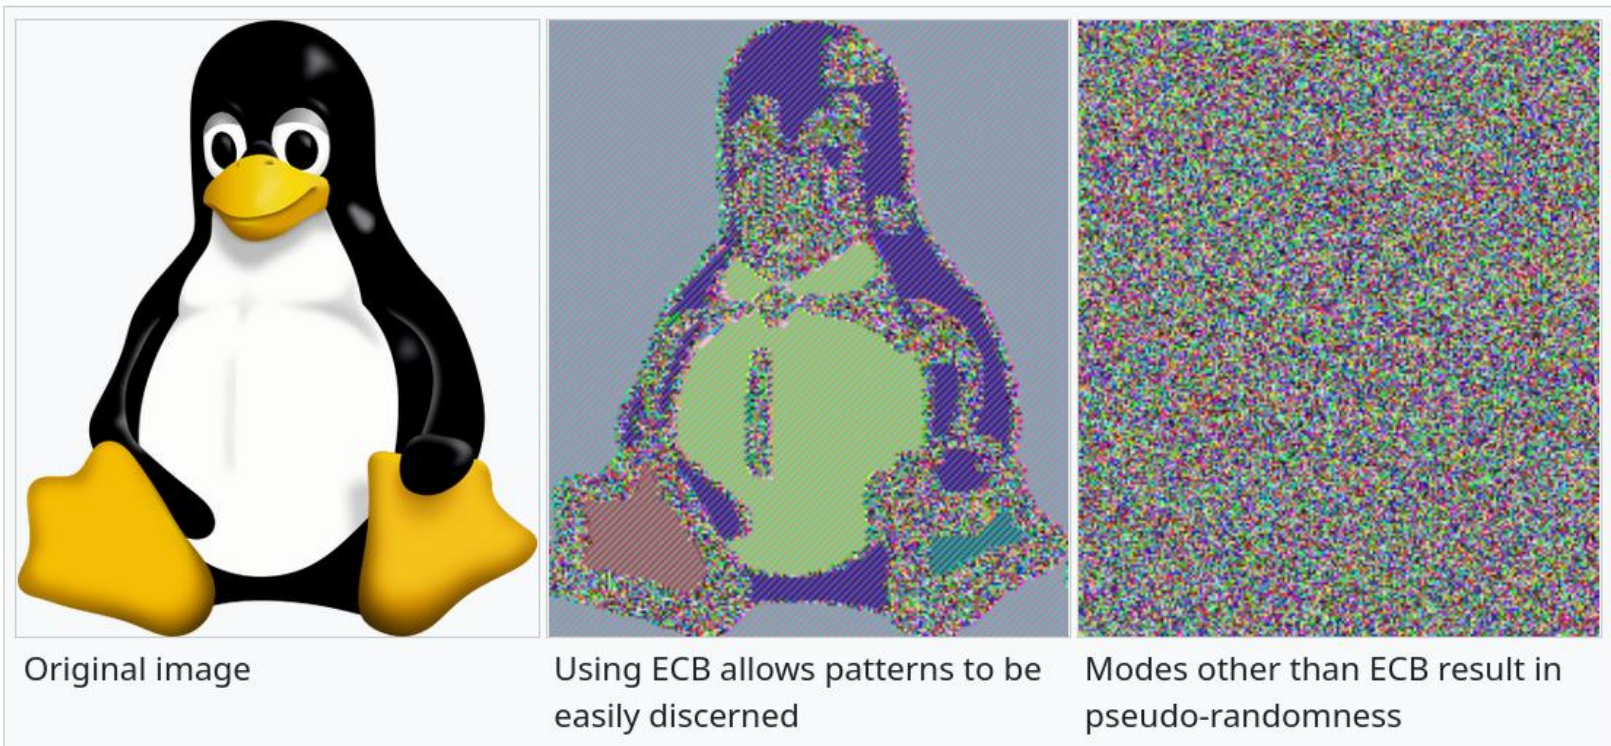 Original image
Using ECB allows patterns to be
easily discerned
Modes other than ECB result in
pseudo-randomness